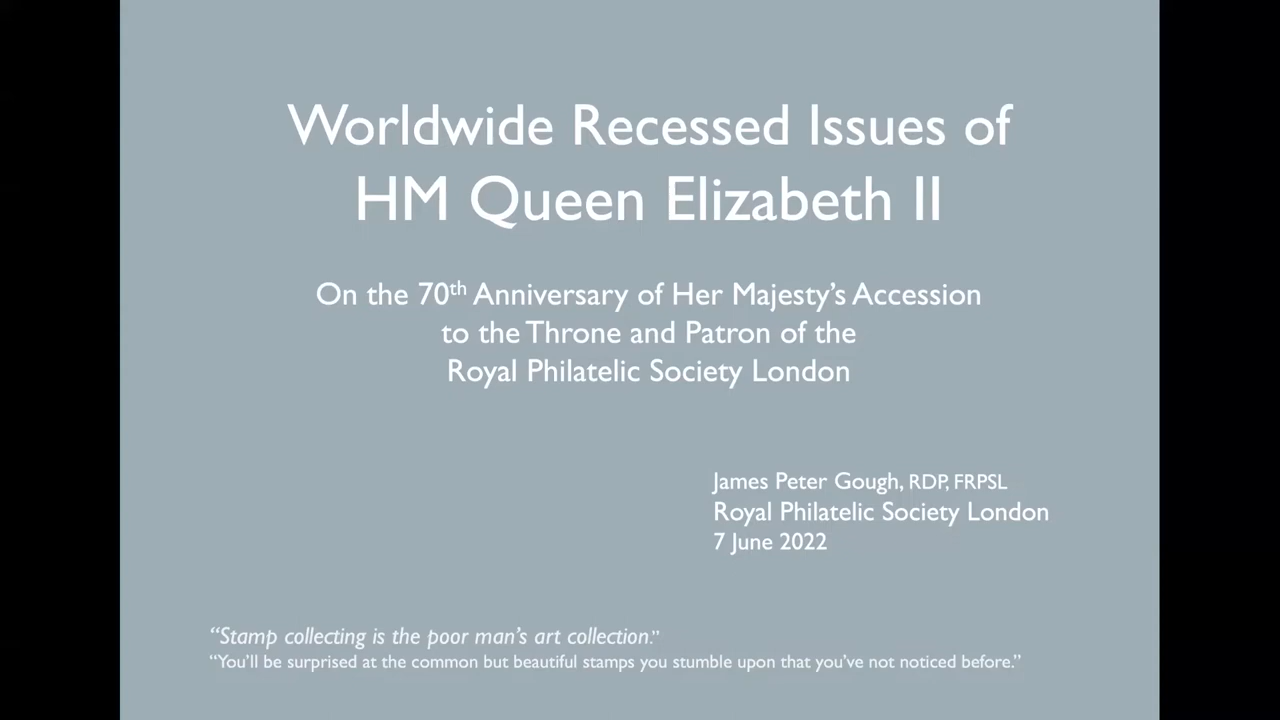 Worldwide Recessed Issues of
HM Queen Elizabeth II
On the 70th Anniversary of Her Majesty's Accession
to the Throne and Patron of the
Royal Philatelic Society London
James Peter Gough, RDP, FRPSL
Royal Philatelic Society London
7 June 2022
“Stamp collecting is the poor man’s art collection.”
“You’ll be surprised at the common but beautiful stamps you stumble upon that you’ve not noticed before.”